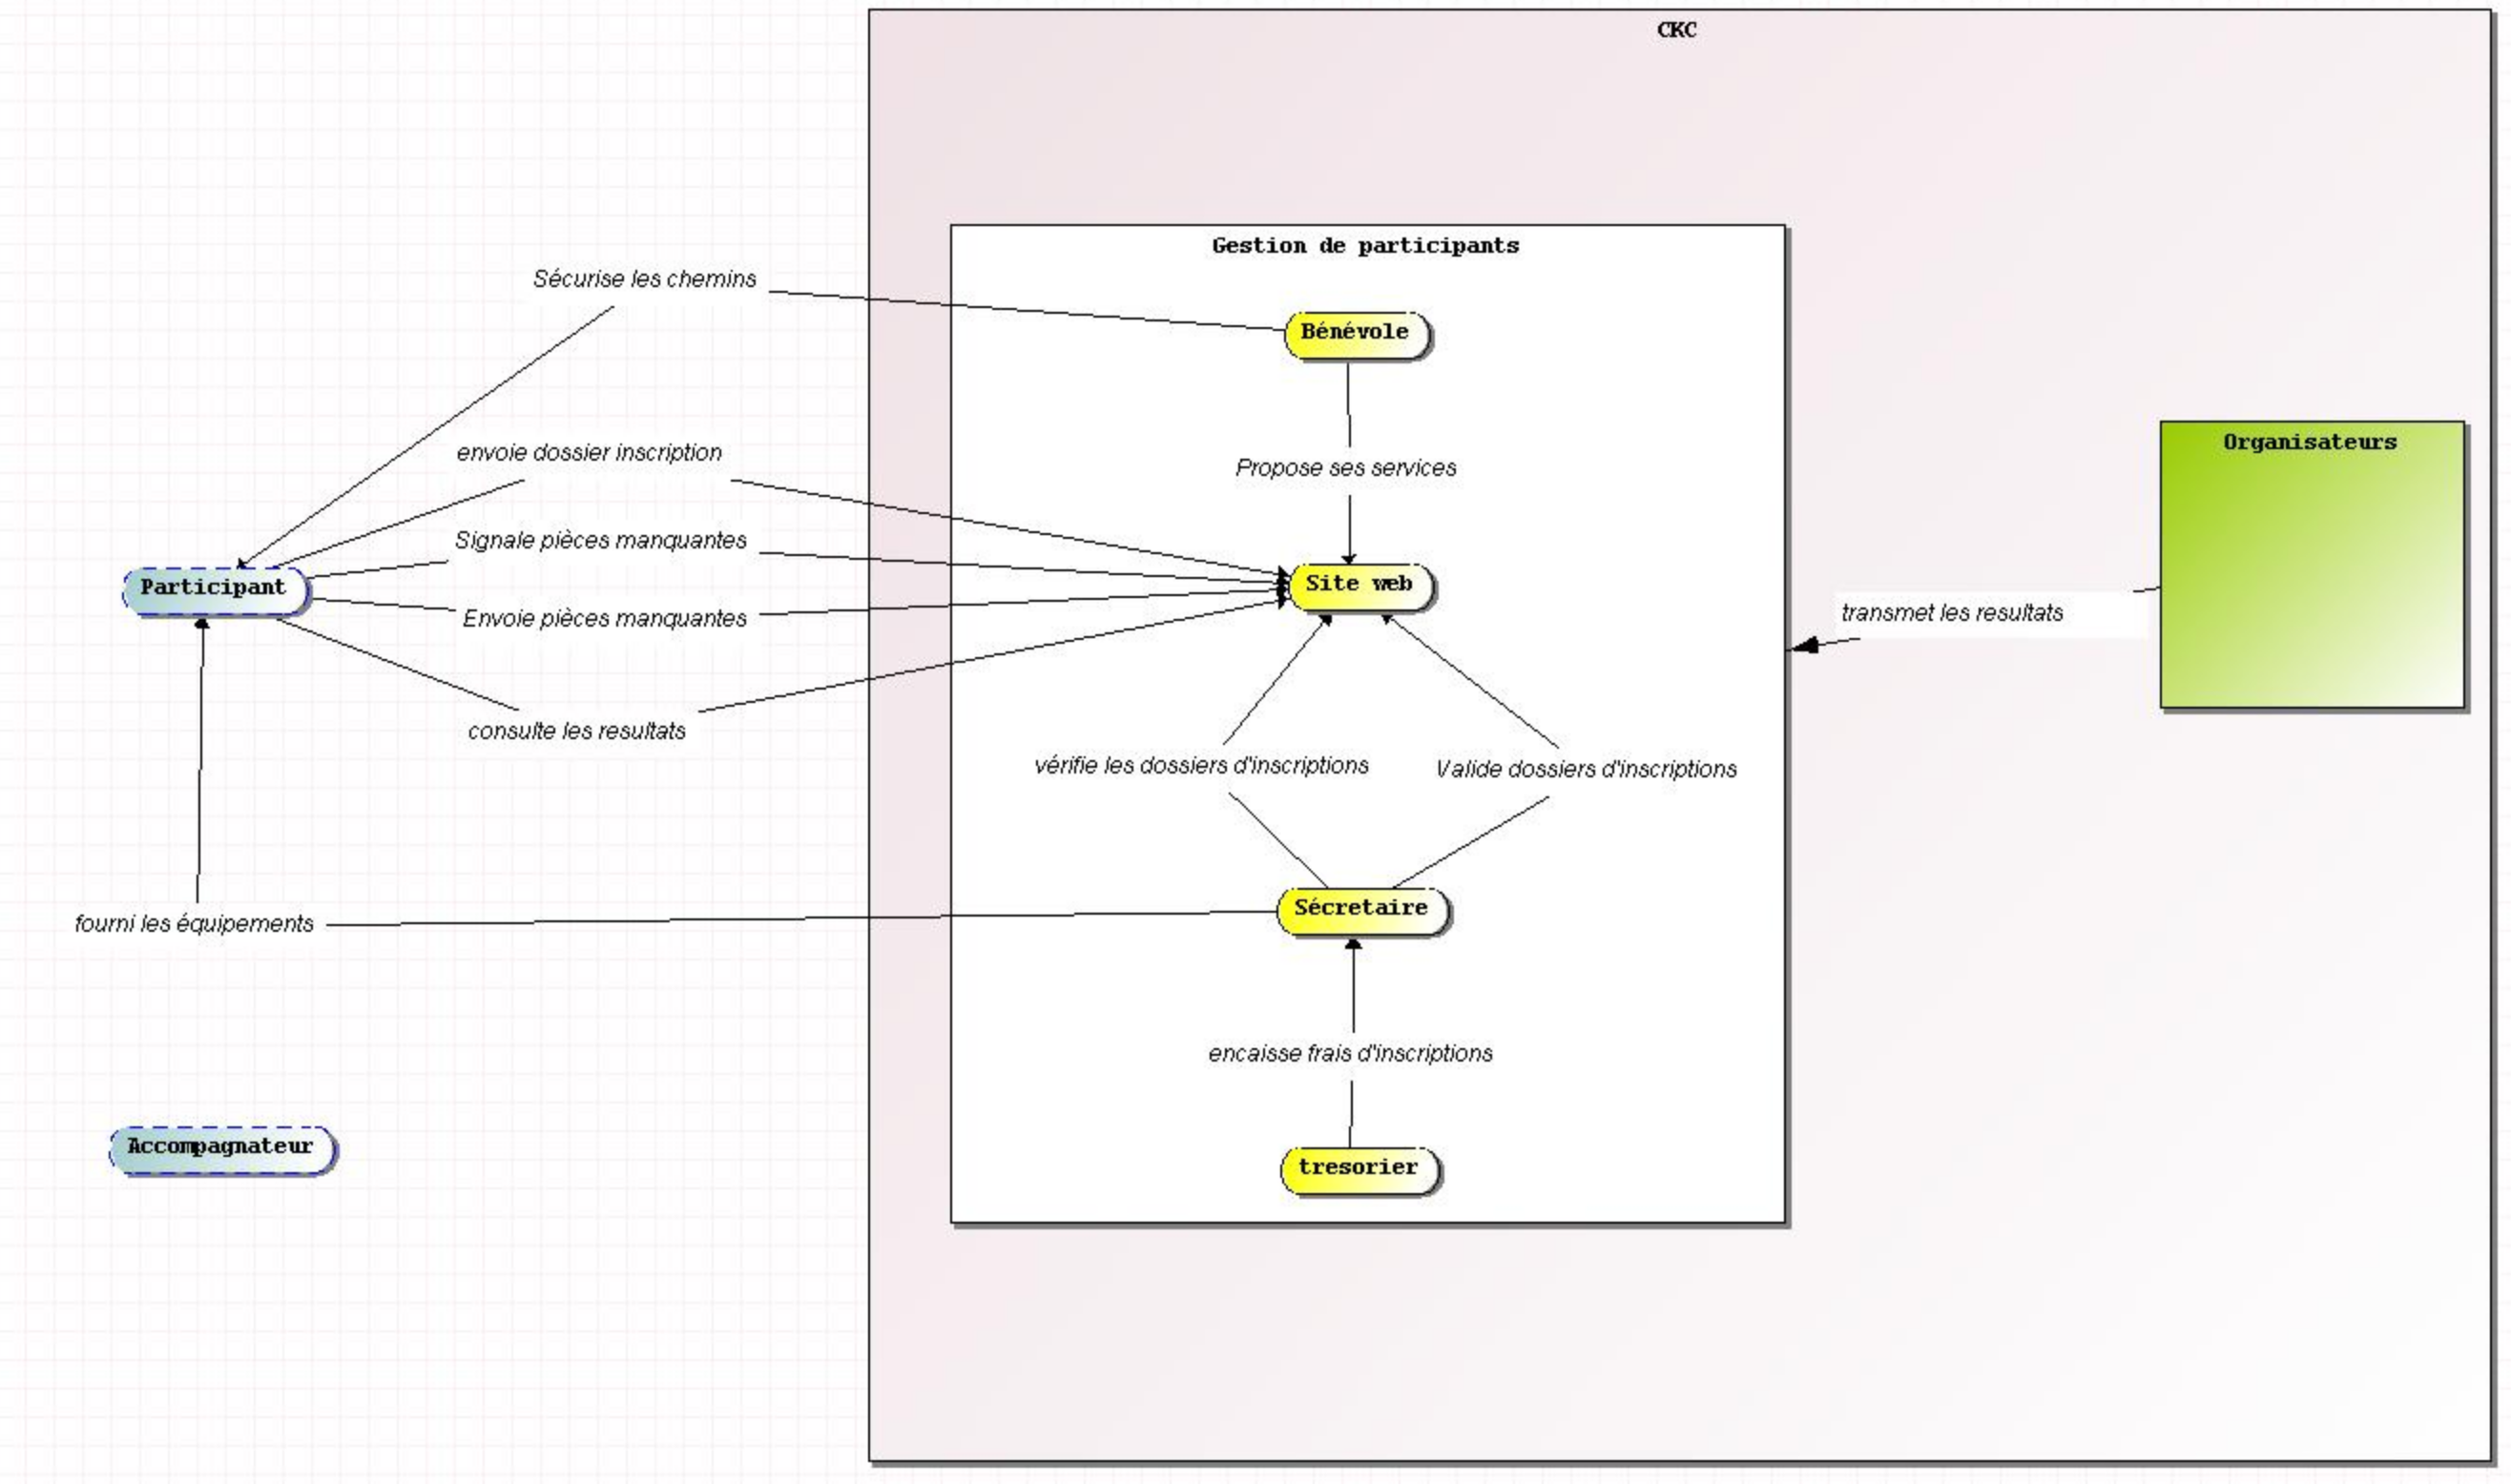 CKC
Gestion de participants
Sécurise les chemins
Bénévole
envoie dossier inscription
Propose ses services
Organisateurs
Signale pièces manquantes
Participant
Site web
Envoie pièces manquantes
transmet les resultats
consulte les resultats
vérifie les dossiers d'inscriptions
Valide dossiers d'inscriptions
fourni les équipements
Sécretaire
encaisse frais d'inscriptions
Accompagnateur
tresorier